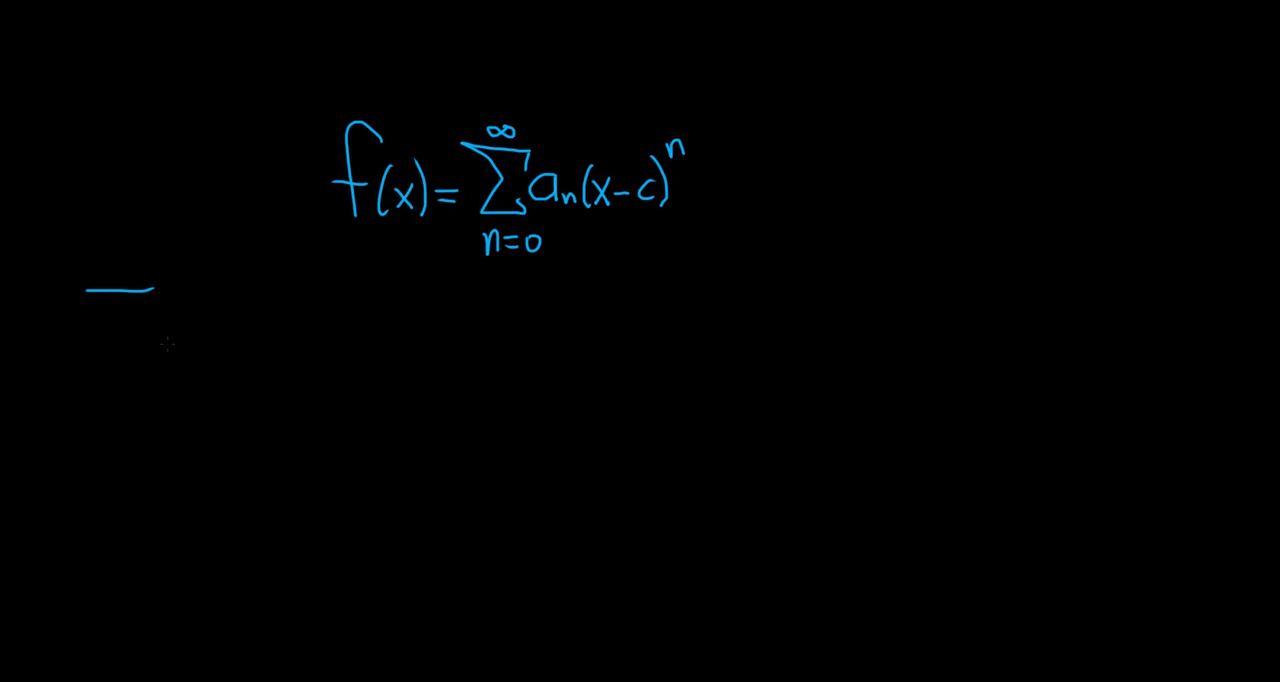 f(x) = ∑_{n=0}^{∞} a_n (x-c)^n